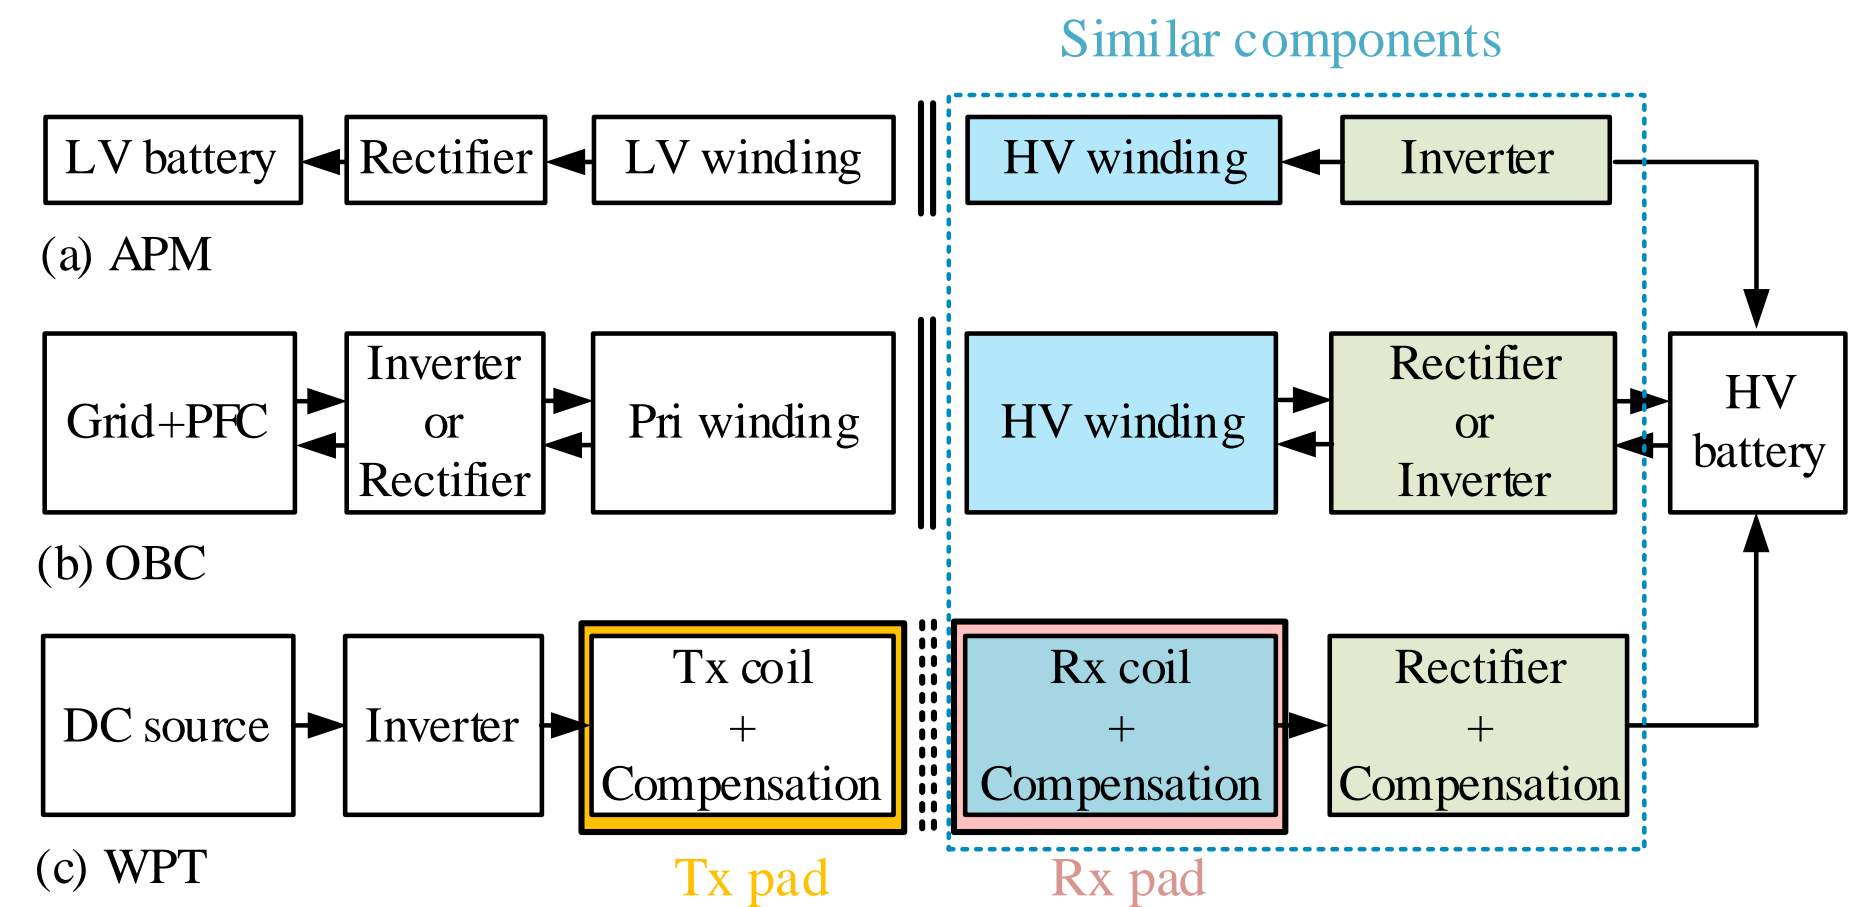 Similar components
LV battery
Rectifier
LV winding
HV winding
Inverter
(a) APM
Grid+PFC
Inverter
or
Rectifier
Pri winding
HV winding
Rectifier
or
Inverter
HV
battery
(b) OBC
DC source
Inverter
Tx coil
+
Compensation
Rx coil
+
Compensation
Rectifier
+
Compensation
(c) WPT
Tx pad
Rx pad